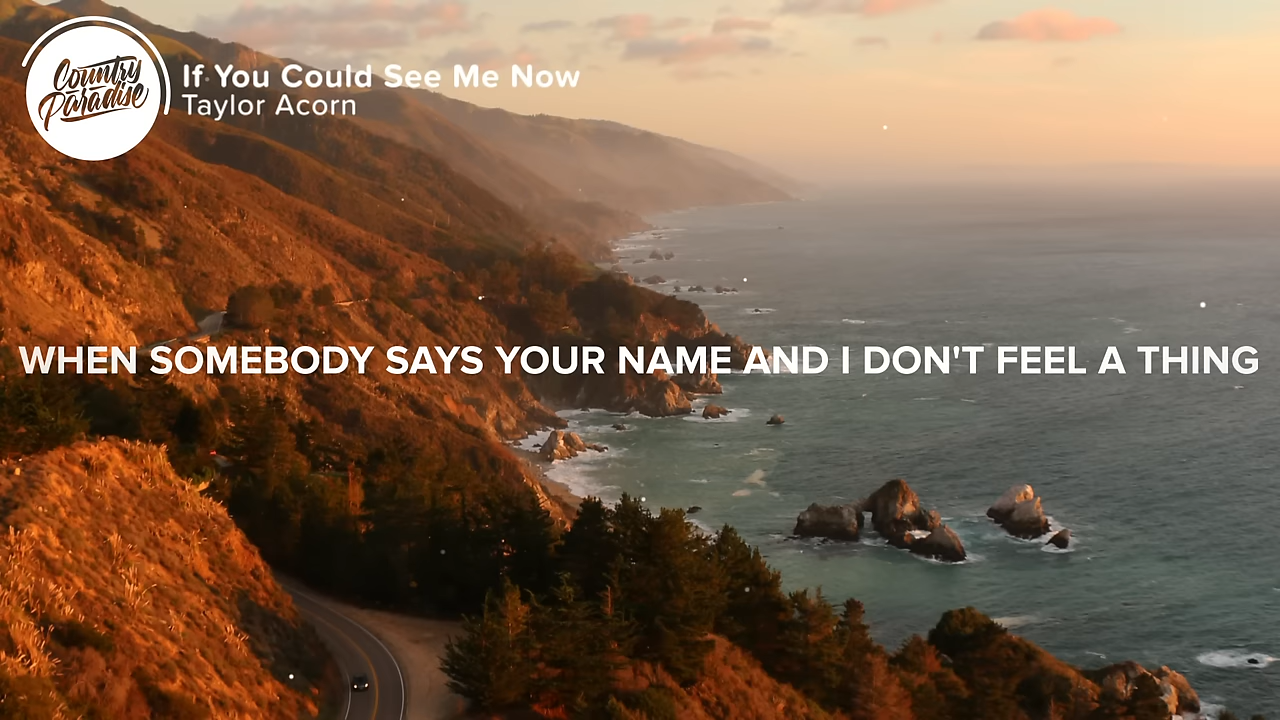 Country
Paradise
If You Could See Me Now
Taylor Acorn
WHEN SOMEBODY SAYS YOUR NAME AND I DON'T FEEL A THING